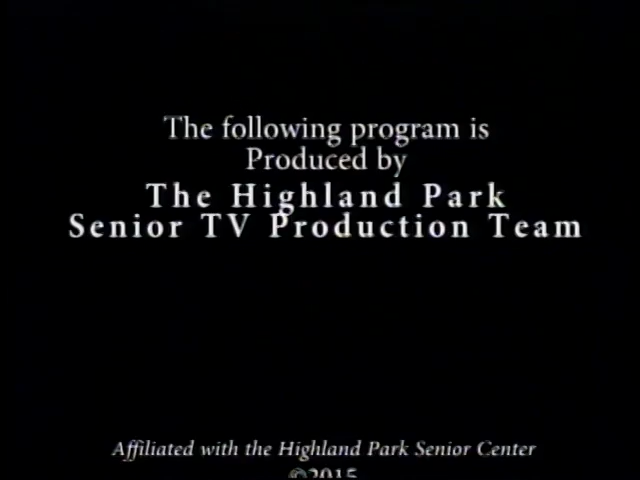 The following program is
Produced by
The Highland Park
Senior TV Production Team
Affiliated with the Highland Park Senior Center
©2015